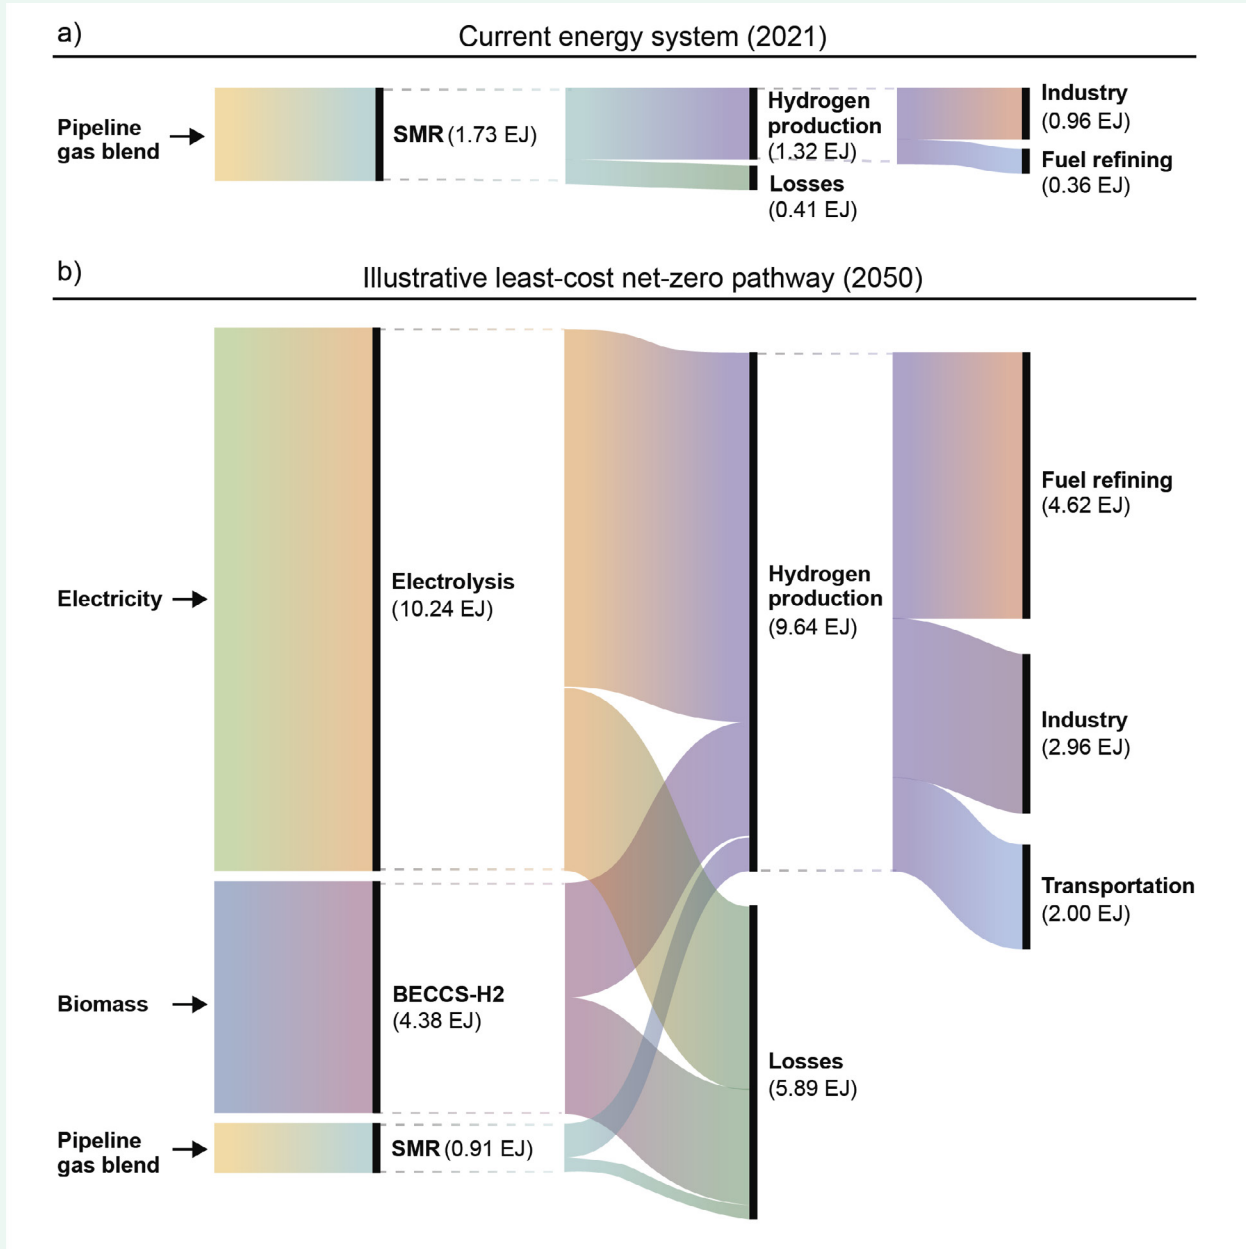 a)
Current energy system (2021)
Pipeline
gas blend
SMR (1.73 EJ)
Hydrogen
production
(1.32 EJ)
Losses
(0.41 EJ)
Industry
(0.96 EJ)
Fuel refining
(0.36 EJ)
b)
Illustrative least-cost net-zero pathway (2050)
Electricity
Electrolysis
(10.24 EJ)
Biomass
BECCS-H2
(4.38 EJ)
Pipeline
gas blend
SMR (0.91 EJ)
Hydrogen
production
(9.64 EJ)
Losses
(5.89 EJ)
Fuel refining
(4.62 EJ)
Industry
(2.96 EJ)
Transportation
(2.00 EJ)